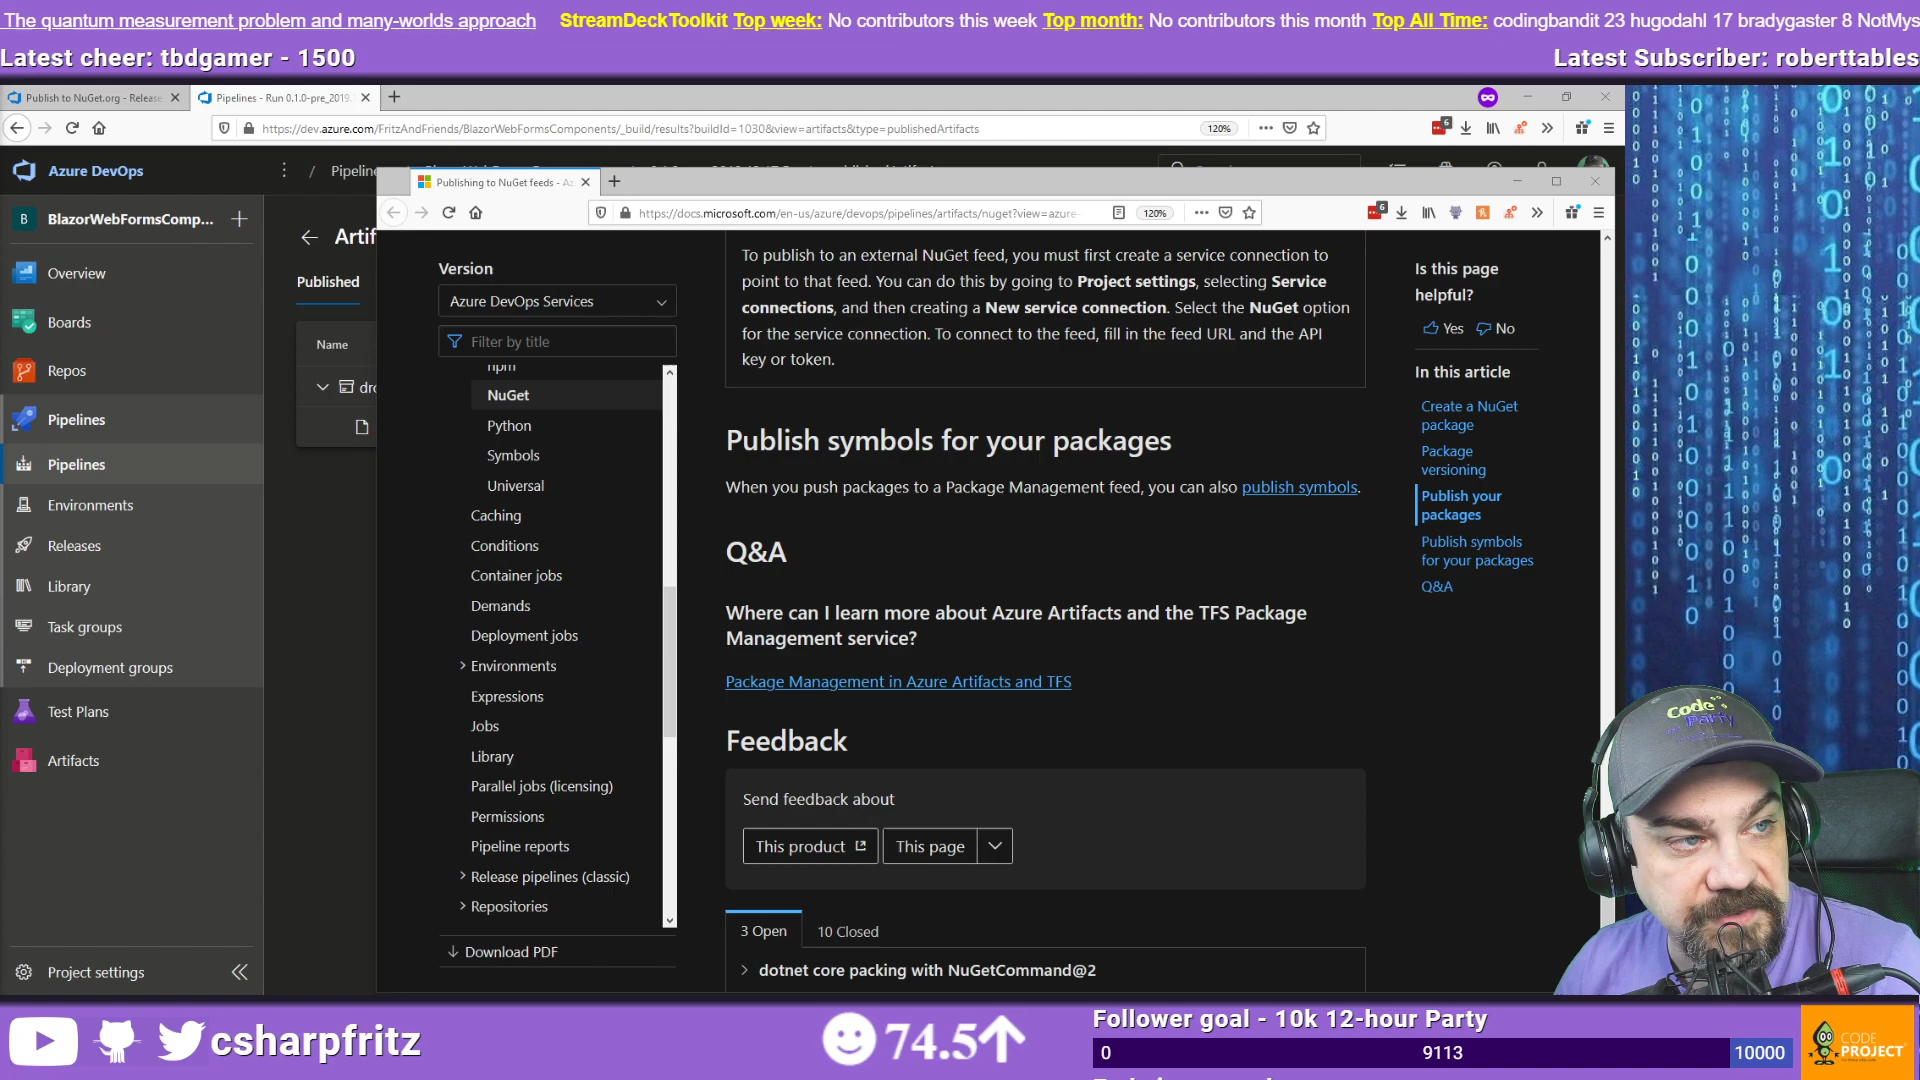 The quantum measurement problem and many-worlds approach
StreamDeckToolkit Top week: No contributors this week Top month: No contributors this month Top All Time: codingbandit 23 hugodahl 17 bradygaster 8 NotMys
Latest cheer: tbdgamer - 1500
Latest Subscriber: roberttables
Publish to NuGet.org - Release
Pipelines - Run 0.1.0-pre_2019.
https://dev.azure.com/FritzAndFriends/BlazorWebFormsComponents/_build/results?buildId=1030&view=artifacts&type=publishedArtifacts
120%
6
Azure DevOps
/ Pipeline
Publishing to NuGet feeds - Az
https://docs.microsoft.com/en-us/azure/devops/pipelines/artifacts/nuget?view=azure-
120%
6
B BlazorWebFormsComp...
Overview
Boards
Repos
Pipelines
Pipelines
Environments
Releases
Library
Task groups
Deployment groups
Test Plans
Artifacts
Project settings
Artif
Published
Name
dro
Version
Azure DevOps Services
Filter by title
npm
NuGet
Python
Symbols
Universal
Caching
Conditions
Container jobs
Demands
Deployment jobs
Environments
Expressions
Jobs
Library
Parallel jobs (licensing)
Permissions
Pipeline reports
Release pipelines (classic)
Repositories
Download PDF
To publish to an external NuGet feed, you must first create a service connection to
point to that feed. You can do this by going to Project settings, selecting Service
connections, and then creating a New service connection. Select the NuGet option
for the service connection. To connect to the feed, fill in the feed URL and the API
key or token.
Publish symbols for your packages
When you push packages to a Package Management feed, you can also publish symbols.
Q&A
Where can I learn more about Azure Artifacts and the TFS Package
Management service?
Package Management in Azure Artifacts and TFS
Feedback
Send feedback about
This product
This page
3 Open
10 Closed
dotnet core packing with NuGetCommand@2
Is this page
helpful?
Yes No
In this article
Create a NuGet
package
Package
versioning
Publish your
packages
Publish symbols
for your packages
Q&A
Code
Party
csharpfritz
74.5
Follower goal - 10k 12-hour Party
0 9113 10000
CODE
PROJECT